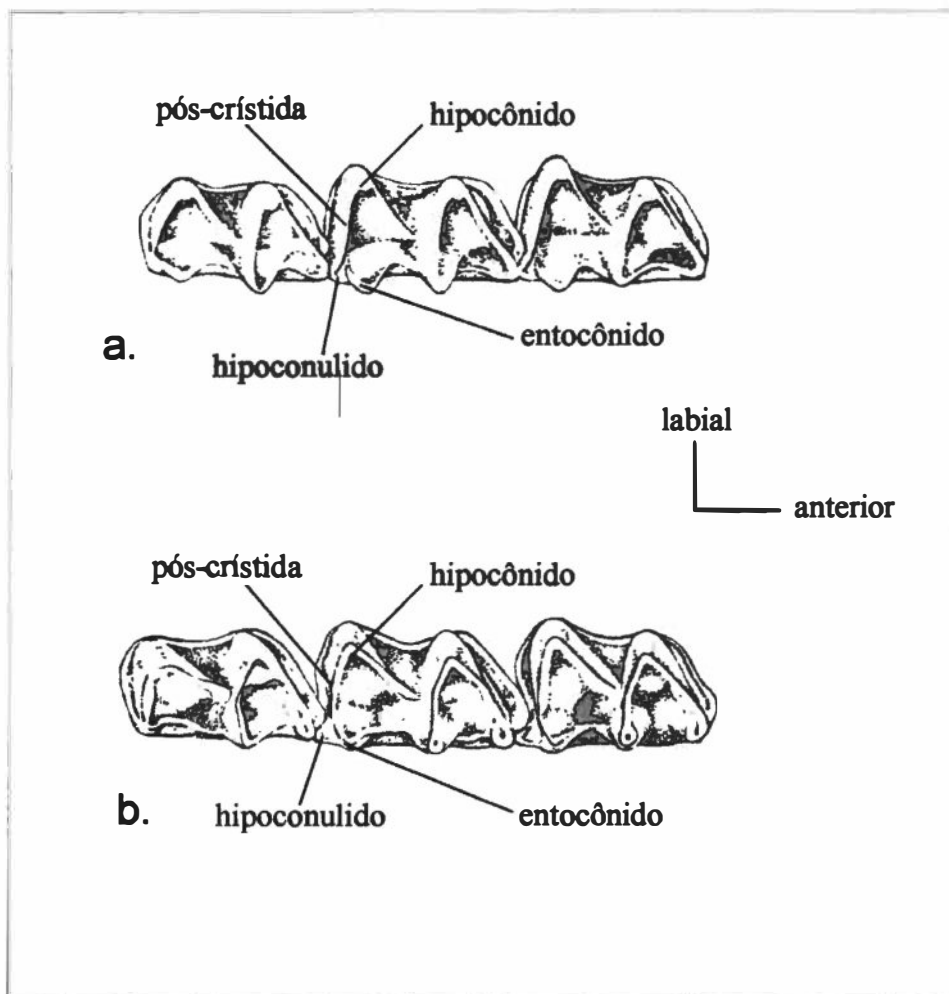 pós-crístida
hipocônido
a.
entocônido
hipoconulido
labial
anterior
pós-crístida
hipocônido
b.
hipoconulido
entocônido